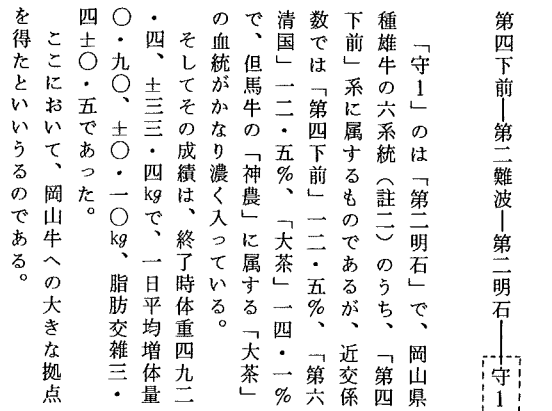 第四下前―第二難波―第二明石――守1
「守1」のは「第二明石」で、岡山県
種雄牛の六系統（註二）のうち、「第四
下前」系に属するものであるが、近交係
数では「第四下前」一二・五％、「第六
清国」一二・五％、「大茶」一四・一％
で、但馬牛の「神農」に属する「大茶」
の血統がかなり濃く入っている。
そしてその成績は、終了時体重四九二
・四、±三三・四kgで、一日平均増体量
〇・九〇、±〇・一〇kg、脂肪交雑三・
四±〇・五であった。
ここにおいて、岡山牛への大きな拠点
を得たといいうるのである。